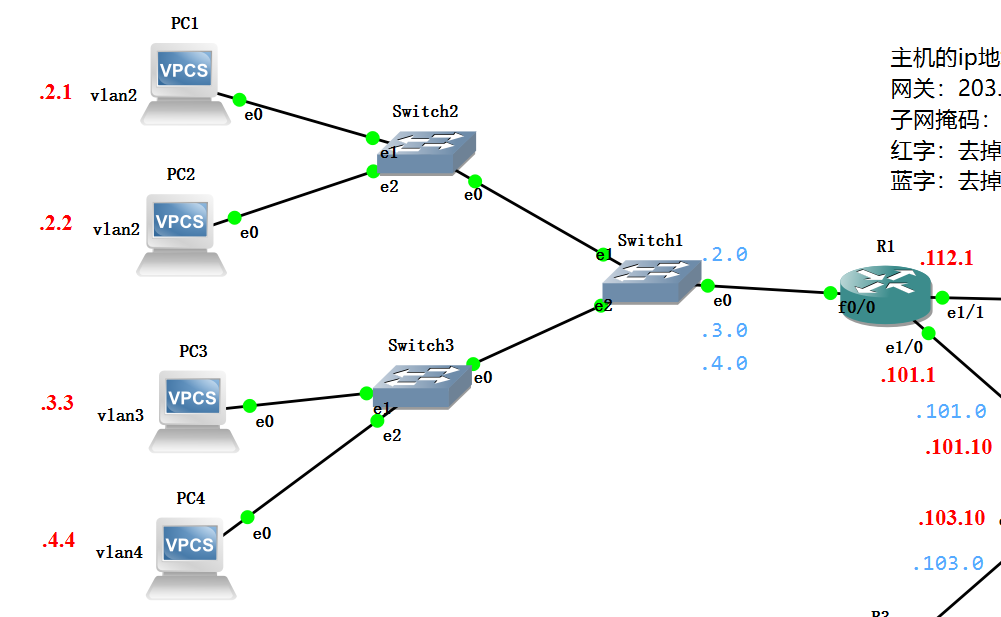 PC1
VPCS
.2.1
vlan2
e0
Switch2
e1
e2
e0
PC2
VPCS
.2.2
vlan2
e0
主机的ip地
网关：203.
子网掩码：
红字：去掉
蓝字：去掉
Switch1
e1
e2
e0
.2.0
.3.0
.4.0
R1
.112.1
f0/0
e1/1
e1/0
.101.1
.101.0
.101.10
PC3
VPCS
.3.3
vlan3
e0
Switch3
e0
e1
e2
PC4
VPCS
.4.4
vlan4
e0
.103.10
.103.0